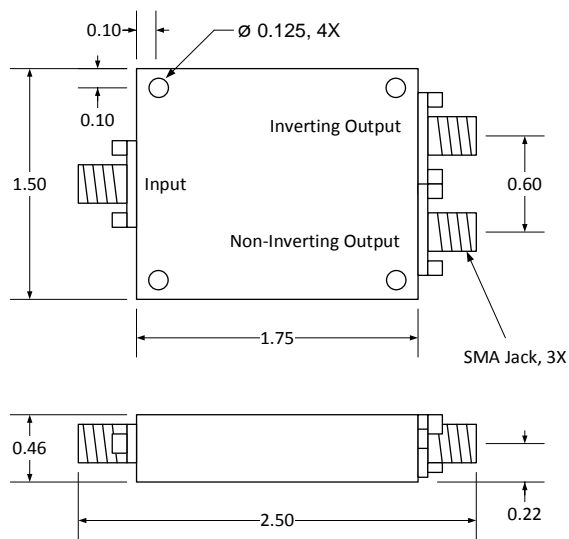 0.10
Ø 0.125, 4X
0.10
Inverting Output
1.50
Input
0.60
Non-Inverting Output
1.75
SMA Jack, 3X
0.46
0.22
2.50